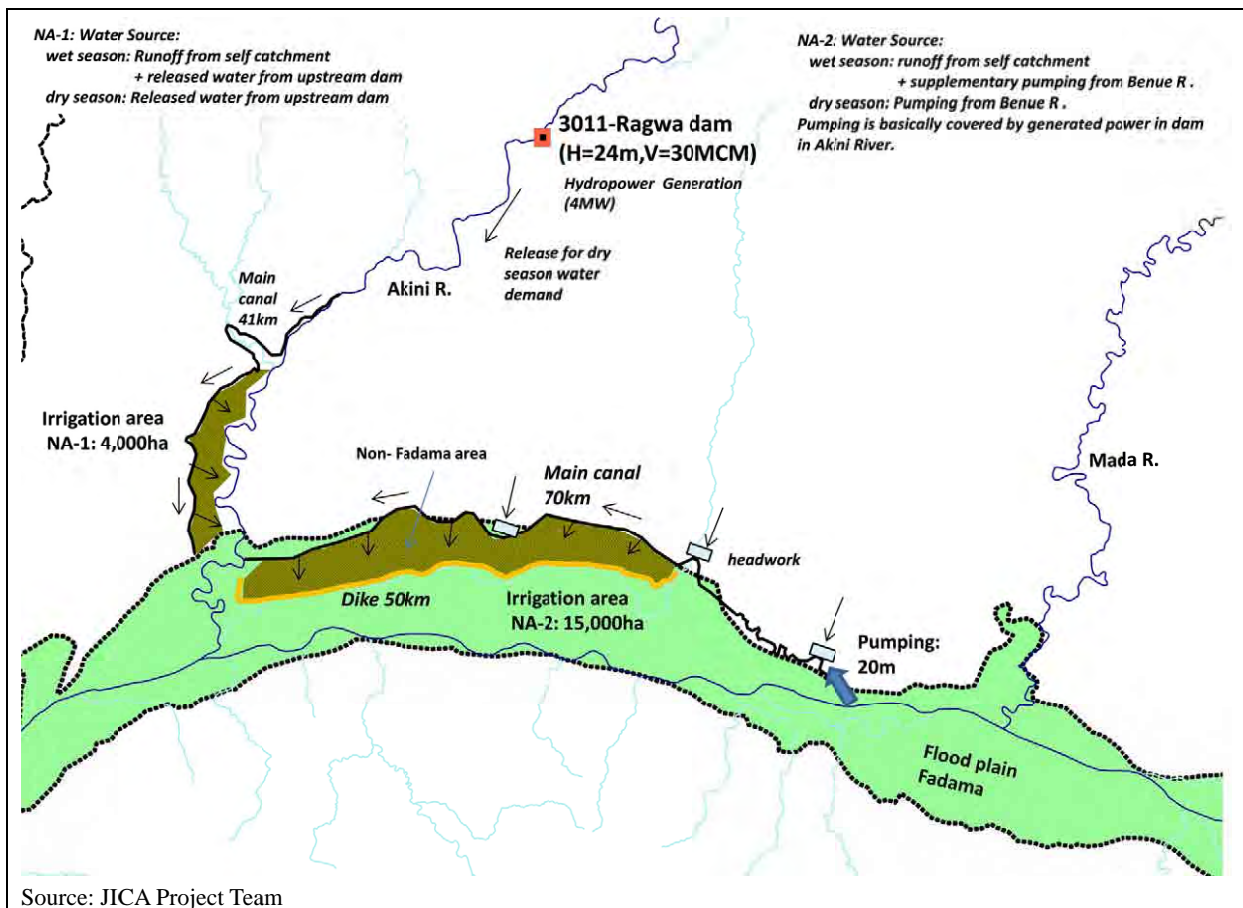 NA-1: Water Source:
wet season: Runoff from self catchment
+ released water from upstream dam
dry season: Released water from upstream dam
NA-2: Water Source:
wet season: runoff from self catchment
+ supplementary pumping from Benue R .
dry season: Pumping from Benue R .
Pumping is basically covered by generated power in dam
in Akini River.
3011-Ragwa dam
(H=24m,V=30MCM)
Hydropower Generation
(4MW)
Release for dry
season water
demand
Akini R.
Main
canal
41km
Irrigation area
NA-1: 4,000ha
Non- Fadama area
Main canal
70km
Mada R.
headwork
Dike 50km
Irrigation area
NA-2: 15,000ha
Pumping:
20m
Flood plain
Fadama
Source: JICA Project Team